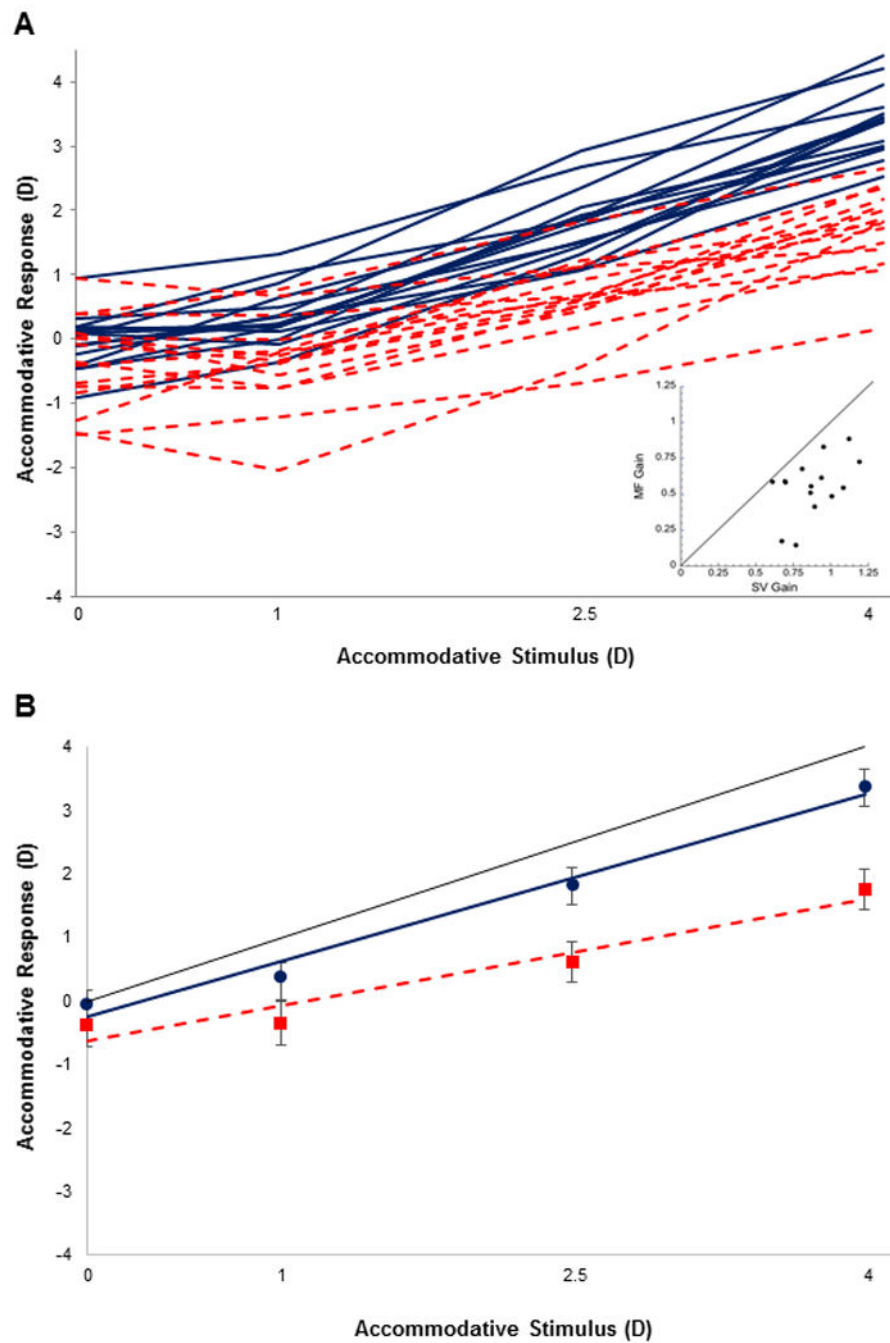 A
Accommodative Response (D)
4
3
2
1
0
-1
-2
-3
-4
0 1 2.5 4
Accommodative Stimulus (D)
MF Gain
1.25
1
0.75
0.5
0.25
0
0 0.25 0.5 0.75 1 1.25
SV Gain
B
Accommodative Response (D)
4
3
2
1
0
-1
-2
-3
-4
0 1 2.5 4
Accommodative Stimulus (D)